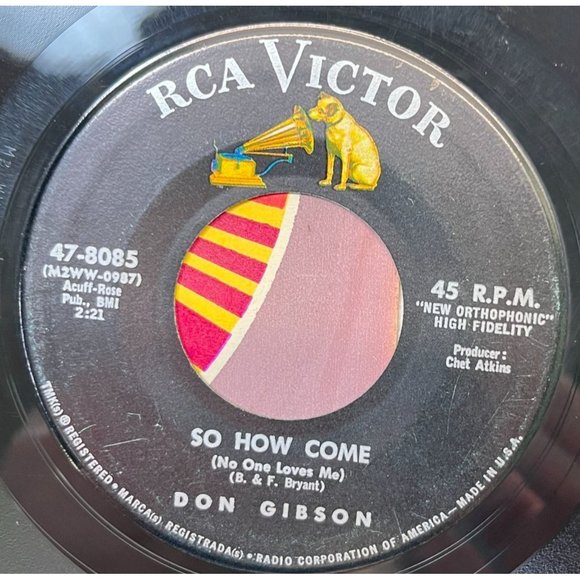 RCA VICTOR
47-8085
(M2WW-0987)
Acuff-Rose
Pub., BMI
2:21
45 R.P.M.
"NEW ORTHOPHONIC"
HIGH FIDELITY
Producer:
Chet Atkins
SO HOW COME
(No One Loves Me)
(B. & F. Bryant)
DON GIBSON
TMK(s) ® REGISTERED • MARCA(s) REGISTRADA(s) • RADIO CORPORATION OF AMERICA—MADE IN U.S.A.